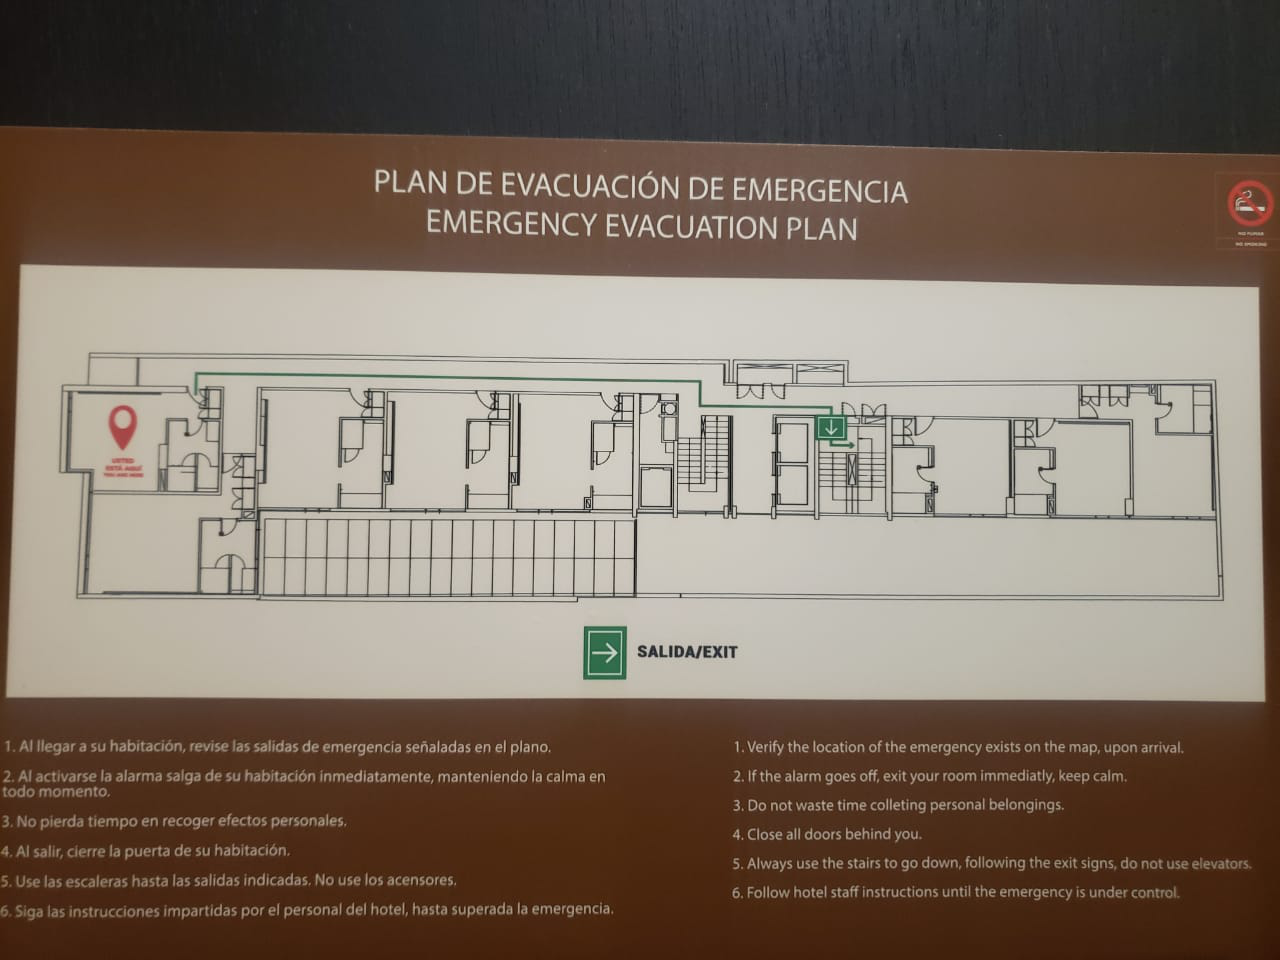 PLAN DE EVACUACIÓN DE EMERGENCIA
EMERGENCY EVACUATION PLAN
NO FUMAR
NO SMOKING
USTED
ESTÁ AQUÍ
YOU ARE HERE
SALIDA/EXIT
1. Al llegar a su habitación, revise las salidas de emergencia señaladas en el plano.
2. Al activarse la alarma salga de su habitación inmediatamente, manteniendo la calma en
todo momento.
3. No pierda tiempo en recoger efectos personales.
4. Al salir, cierre la puerta de su habitación.
5. Use las escaleras hasta las salidas indicadas. No use los acensores.
6. Siga las instrucciones impartidas por el personal del hotel, hasta superada la emergencia.
1. Verify the location of the emergency exists on the map, upon arrival.
2. If the alarm goes off, exit your room immediatly, keep calm.
3. Do not waste time colleting personal belongings.
4. Close all doors behind you.
5. Always use the stairs to go down, following the exit signs, do not use elevators.
6. Follow hotel staff instructions until the emergency is under control.